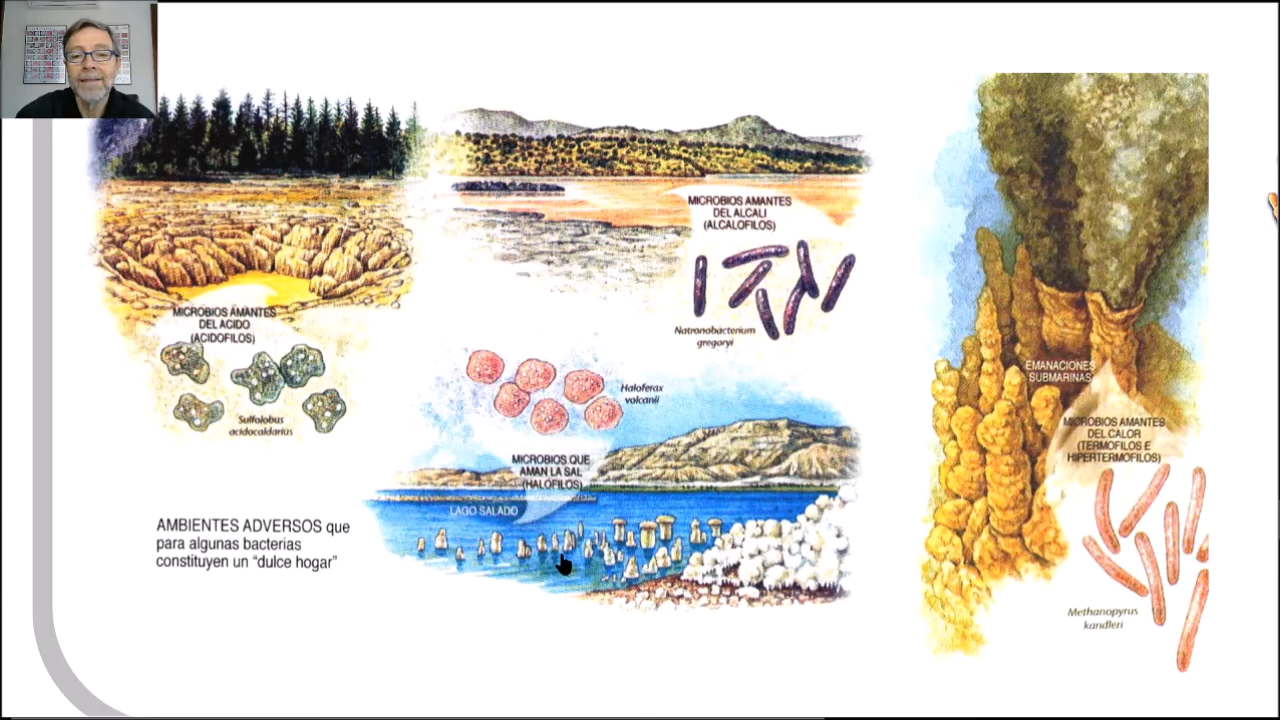 MICROBIOS AMANTES
DEL ACIDO
(ACIDOFILOS)
Sulfolobus
acidocaldarius
MICROBIOS AMANTES
DEL ALCALI
(ALCALOFILOS)
Natronobacterium
gregoryi
Haloferax
volcanii
MICROBIOS QUE
AMAN LA SAL
(HALOFILOS)
LAGO SALADO
AMBIENTES ADVERSOS que
para algunas bacterias
constituyen un “dulce hogar”
EMANACIONES
SUBMARINAS
MICROBIOS AMANTES
DEL CALOR
(TERMOFILOS E
HIPERTERMOFILOS)
Methanopyrus
kandleri